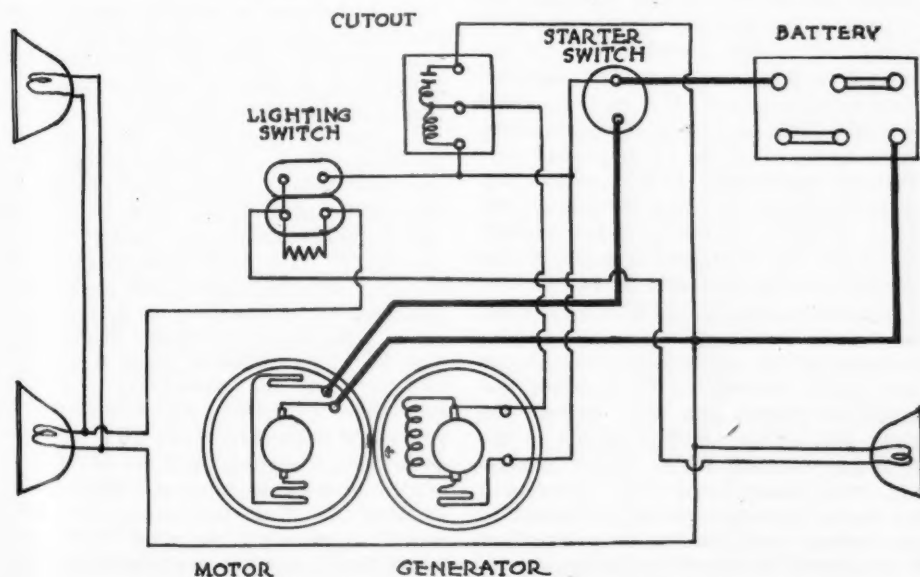 CUTOUT
STARTER
SWITCH
BATTERY
LIGHTING
SWITCH
MOTOR
GENERATOR